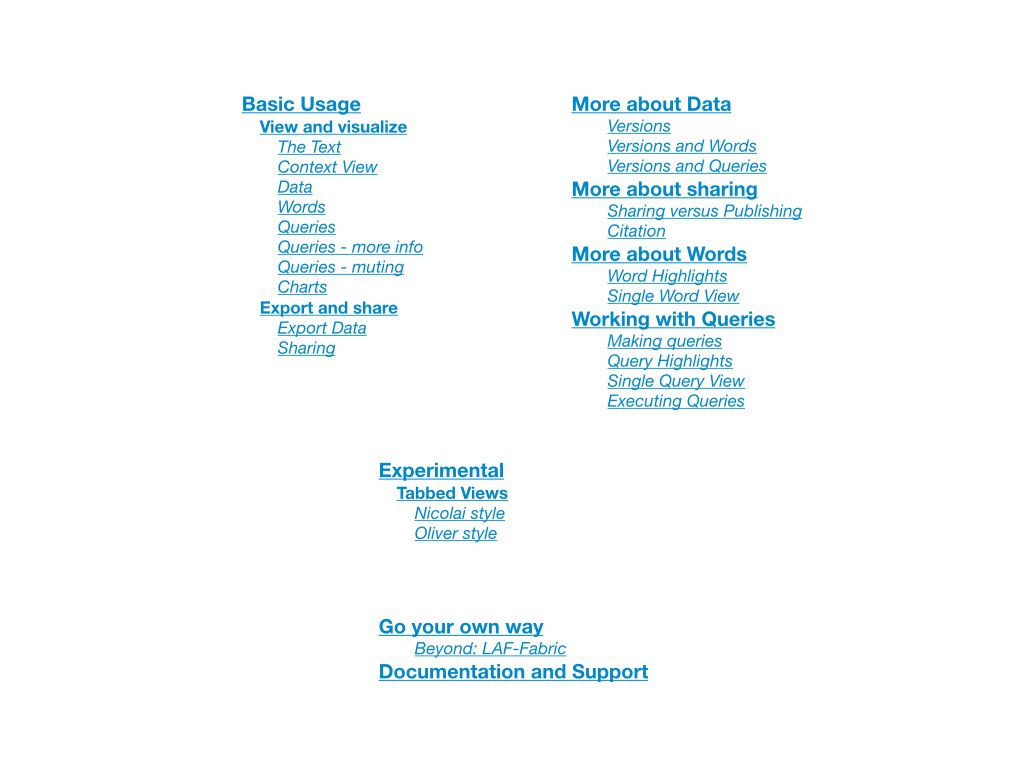 Basic Usage
View and visualize
The Text
Context View
Data
Words
Queries
Queries - more info
Queries - muting
Charts
Export and share
Export Data
Sharing
More about Data
Versions
Versions and Words
Versions and Queries
More about sharing
Sharing versus Publishing
Citation
More about Words
Word Highlights
Single Word View
Working with Queries
Making queries
Query Highlights
Single Query View
Executing Queries
Experimental
Tabbed Views
Nicolai style
Oliver style
Go your own way
Beyond: LAF-Fabric
Documentation and Support